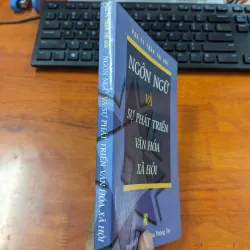 NGÔN NGỮ
VÀ
SỰ PHÁT TRIỂN
VĂN HÓA
XÃ HỘI
NGÔN NGỮ VÀ SỰ PHÁT TRIỂN VĂN HÓA XÃ HỘI